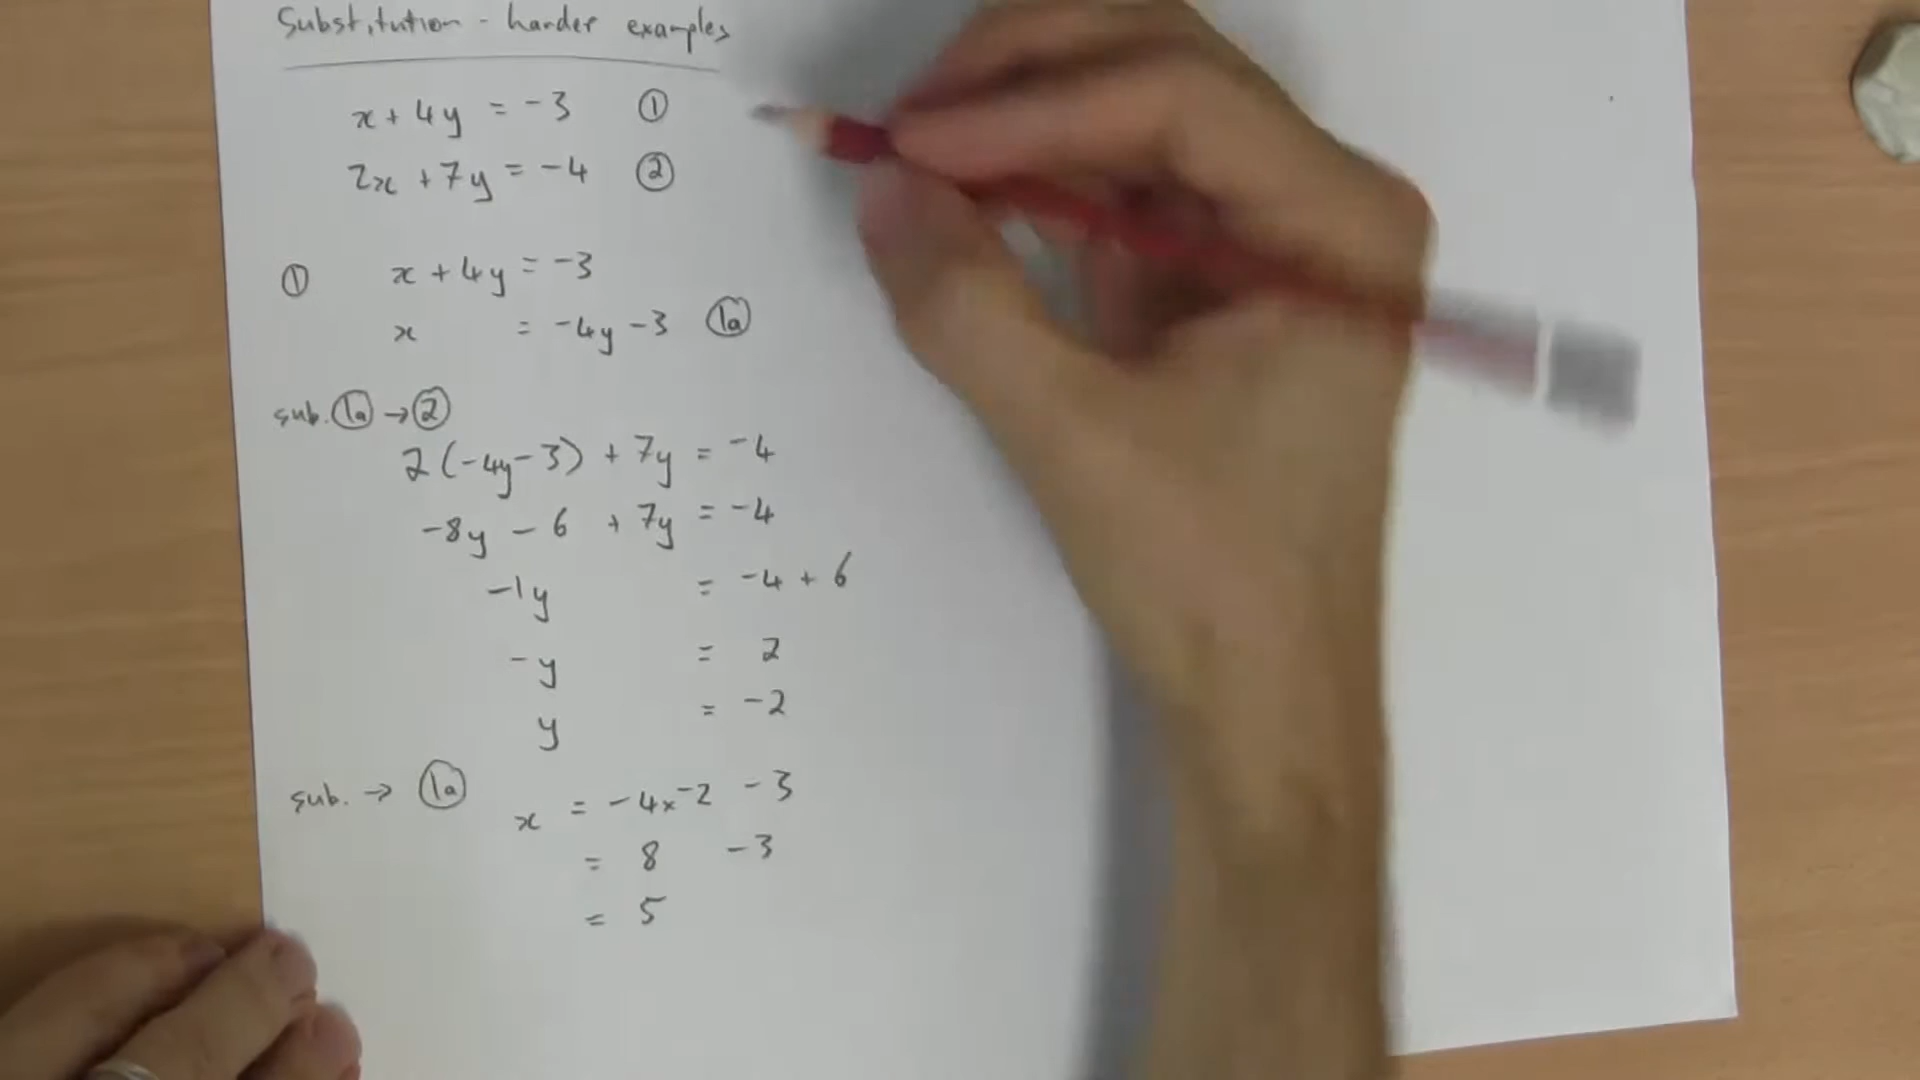 Substitution - harder examples
x + 4y = -3 ①
2x + 7y = -4 ②
① x + 4y = -3
x = -4y - 3 (1a)
sub. (1a) → ②
2(-4y-3) + 7y = -4
-8y - 6 + 7y = -4
-1y = -4 + 6
-y = 2
y = -2
sub. → (1a) x = -4x-2 -3
= 8 -3
= 5